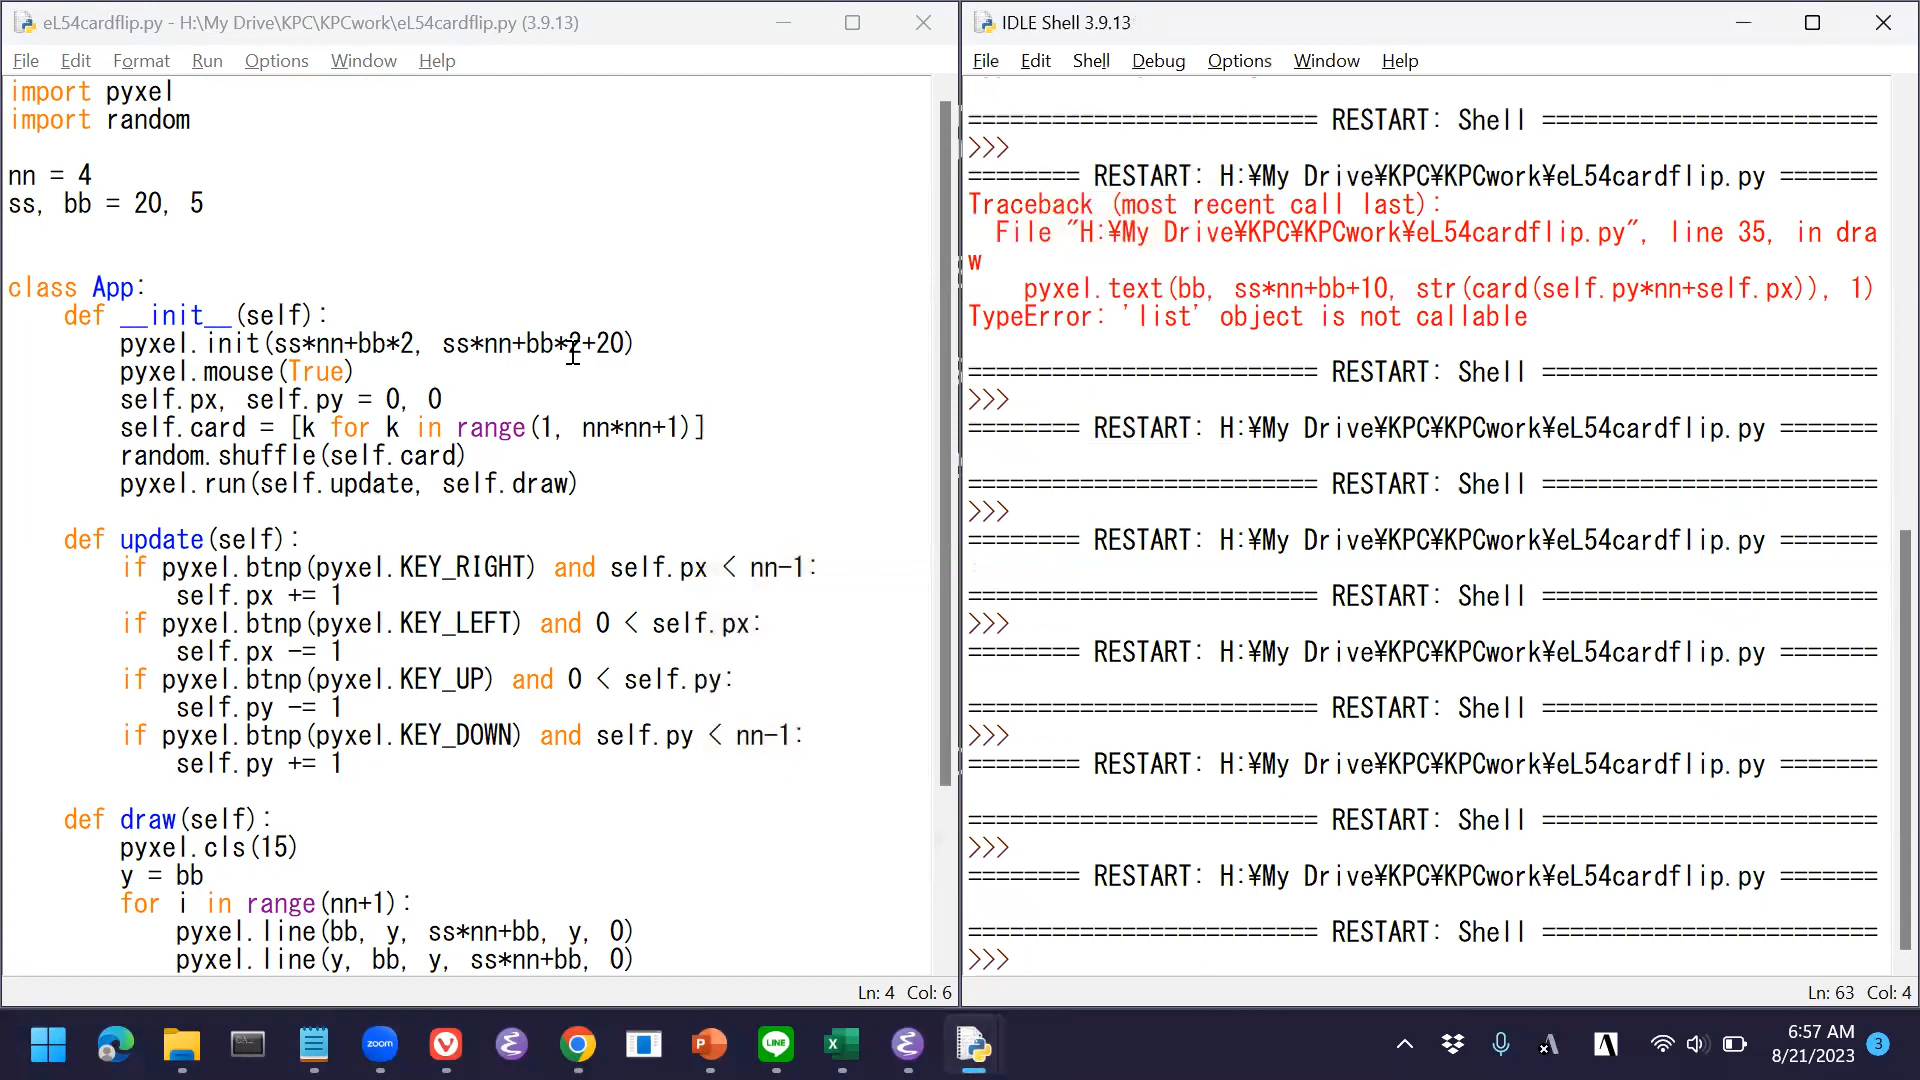 eL54cardflip.py - H:\My Drive\KPC\KPCwork\eL54cardflip.py (3.9.13)
File Edit Format Run Options Window Help
import pyxel
import random
nn = 4
ss, bb = 20, 5
class App:
    def __init__(self):
        pyxel.init(ss*nn+bb*2, ss*nn+bb*2+20)
        pyxel.mouse(True)
        self.px, self.py = 0, 0
        self.card = [k for k in range(1, nn*nn+1)]
        random.shuffle(self.card)
        pyxel.run(self.update, self.draw)
    def update(self):
        if pyxel.btnp(pyxel.KEY_RIGHT) and self.px < nn-1:
            self.px += 1
        if pyxel.btnp(pyxel.KEY_LEFT) and 0 < self.px:
            self.px -= 1
        if pyxel.btnp(pyxel.KEY_UP) and 0 < self.py:
            self.py -= 1
        if pyxel.btnp(pyxel.KEY_DOWN) and self.py < nn-1:
            self.py += 1
    def draw(self):
        pyxel.cls(15)
        y = bb
        for i in range(nn+1):
            pyxel.line(bb, y, ss*nn+bb, y, 0)
            pyxel.line(y, bb, y, ss*nn+bb, 0)
Ln: 4 Col: 6
IDLE Shell 3.9.13
File Edit Shell Debug Options Window Help
========================= RESTART: Shell ========================
>>>
======== RESTART: H:¥My Drive¥KPC¥KPCwork¥eL54cardflip.py =======
Traceback (most recent call last):
  File "H:¥My Drive¥KPC¥KPCwork¥eL54cardflip.py", line 35, in dra
w
    pyxel.text(bb, ss*nn+bb+10, str(card(self.py*nn+self.px)), 1)
TypeError: 'list' object is not callable
========================= RESTART: Shell ========================
>>>
======== RESTART: H:¥My Drive¥KPC¥KPCwork¥eL54cardflip.py =======
========================= RESTART: Shell ========================
>>>
======== RESTART: H:¥My Drive¥KPC¥KPCwork¥eL54cardflip.py =======
========================= RESTART: Shell ========================
>>>
======== RESTART: H:¥My Drive¥KPC¥KPCwork¥eL54cardflip.py =======
========================= RESTART: Shell ========================
>>>
======== RESTART: H:¥My Drive¥KPC¥KPCwork¥eL54cardflip.py =======
========================= RESTART: Shell ========================
>>>
======== RESTART: H:¥My Drive¥KPC¥KPCwork¥eL54cardflip.py =======
========================= RESTART: Shell ========================
>>>
Ln: 63 Col: 4
zoom
LINE
6:57 AM
8/21/2023
3